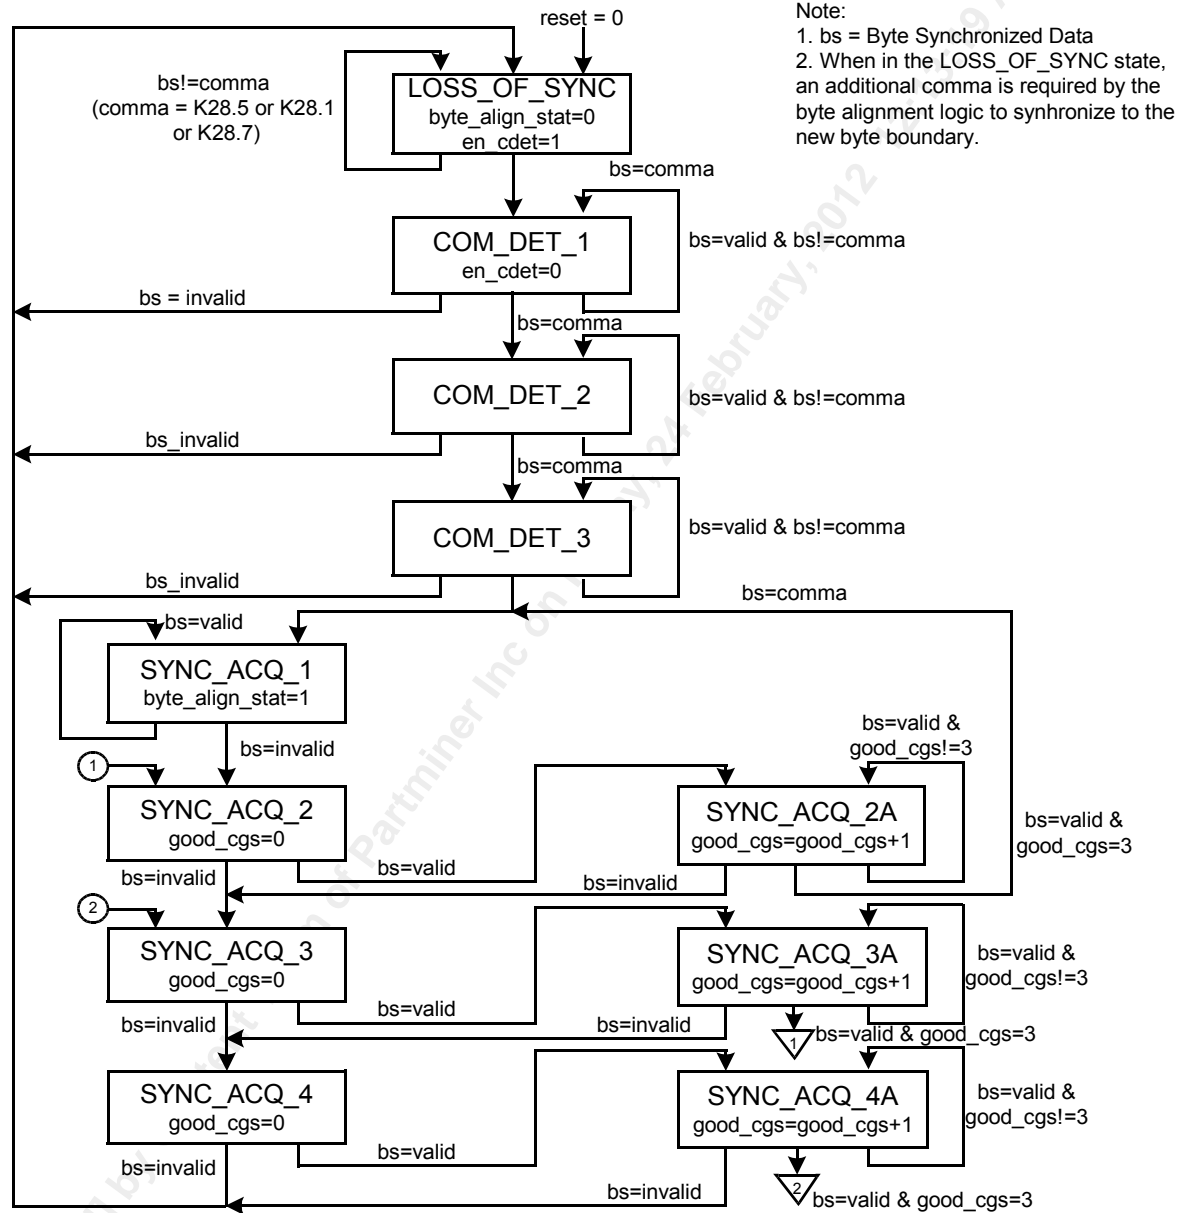 reset = 0
Note:
1. bs = Byte Synchronized Data
2. When in the LOSS_OF_SYNC state,
an additional comma is required by the
byte alignment logic to synhronize to the
new byte boundary.
bs!=comma
(comma = K28.5 or K28.1
or K28.7)
LOSS_OF_SYNC
byte_align_stat=0
en_cdet=1
bs=comma
COM_DET_1
en_cdet=0
bs=valid & bs!=comma
bs = invalid
bs=comma
COM_DET_2
bs=valid & bs!=comma
bs_invalid
bs=comma
COM_DET_3
bs=valid & bs!=comma
bs_invalid
bs=comma
bs=valid
SYNC_ACQ_1
byte_align_stat=1
bs=invalid
bs=valid &
good_cgs!=3
1
SYNC_ACQ_2
good_cgs=0
SYNC_ACQ_2A
good_cgs=good_cgs+1
bs=valid &
good_cgs=3
bs=invalid
bs=valid
bs=invalid
2
SYNC_ACQ_3
good_cgs=0
SYNC_ACQ_3A
good_cgs=good_cgs+1
bs=valid &
good_cgs!=3
bs=invalid
bs=valid
bs=invalid
1
bs=valid & good_cgs=3
SYNC_ACQ_4
good_cgs=0
SYNC_ACQ_4A
good_cgs=good_cgs+1
bs=valid &
good_cgs!=3
bs=invalid
bs=valid
bs=invalid
2
bs=valid & good_cgs=3
of Partminer Inc on
24 February, 2012